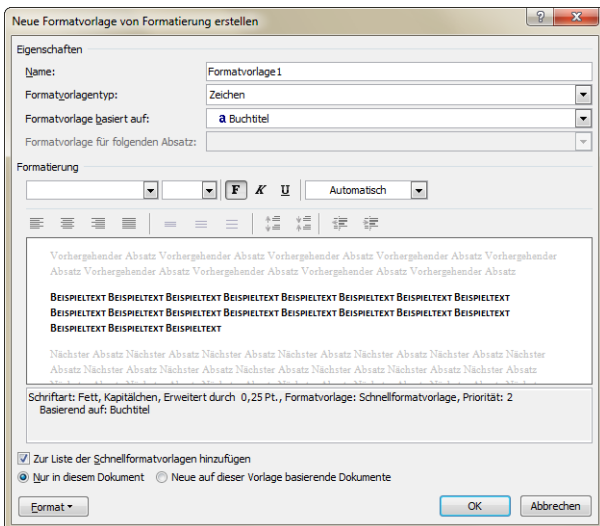 Neue Formatvorlage von Formatierung erstellen
Eigenschaften
Name: Formatvorlage1
Formatvorlagentyp: Zeichen
Formatvorlage basiert auf: a Buchtitel
Formatvorlage für folgenden Absatz:
Formatierung
F K U Automatisch
Vorhergehender Absatz Vorhergehender Absatz Vorhergehender Absatz Vorhergehender Absatz Vorhergehender
Absatz Vorhergehender Absatz Vorhergehender Absatz Vorhergehender Absatz Vorhergehender Absatz
BEISPIELTEXT BEISPIELTEXT BEISPIELTEXT BEISPIELTEXT BEISPIELTEXT BEISPIELTEXT BEISPIELTEXT BEISPIELTEXT
BEISPIELTEXT BEISPIELTEXT BEISPIELTEXT BEISPIELTEXT BEISPIELTEXT BEISPIELTEXT BEISPIELTEXT BEISPIELTEXT
BEISPIELTEXT BEISPIELTEXT BEISPIELTEXT
Nächster Absatz Nächster Absatz Nächster Absatz Nächster Absatz Nächster Absatz Nächster Absatz Nächster
Absatz Nächster Absatz Nächster Absatz Nächster Absatz Nächster Absatz Nächster Absatz Nächster Absatz
Schriftart: Fett, Kapitälchen, Erweitert durch 0,25 Pt., Formatvorlage: Schnellformatvorlage, Priorität: 2
Basierend auf: Buchtitel
Zur Liste der Schnellformatvorlagen hinzufügen
Nur in diesem Dokument Neue auf dieser Vorlage basierende Dokumente
Format OK Abbrechen